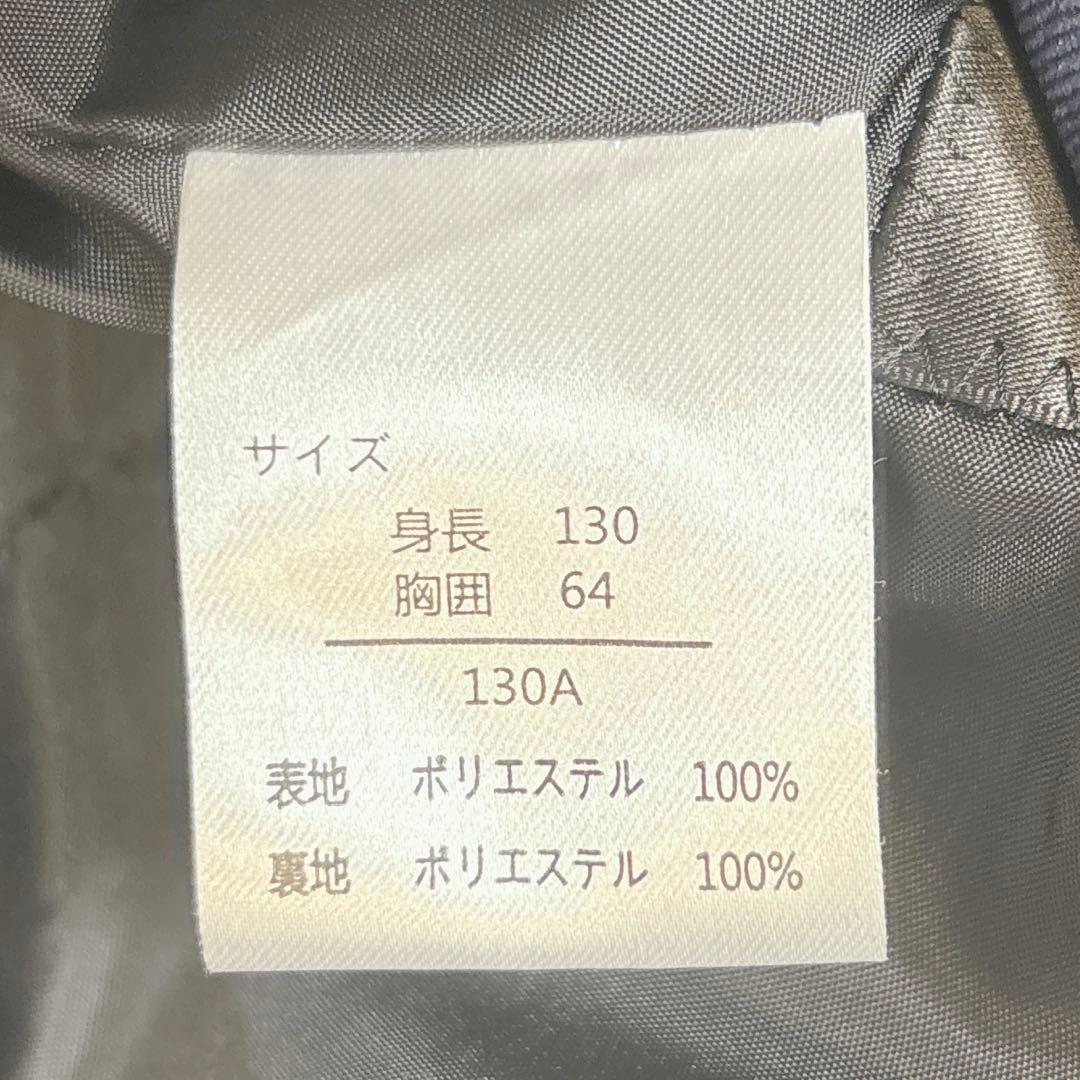 サイズ
身長 130
胸囲 64
130A
表地 ポリエステル 100%
裏地 ポリエステル 100%